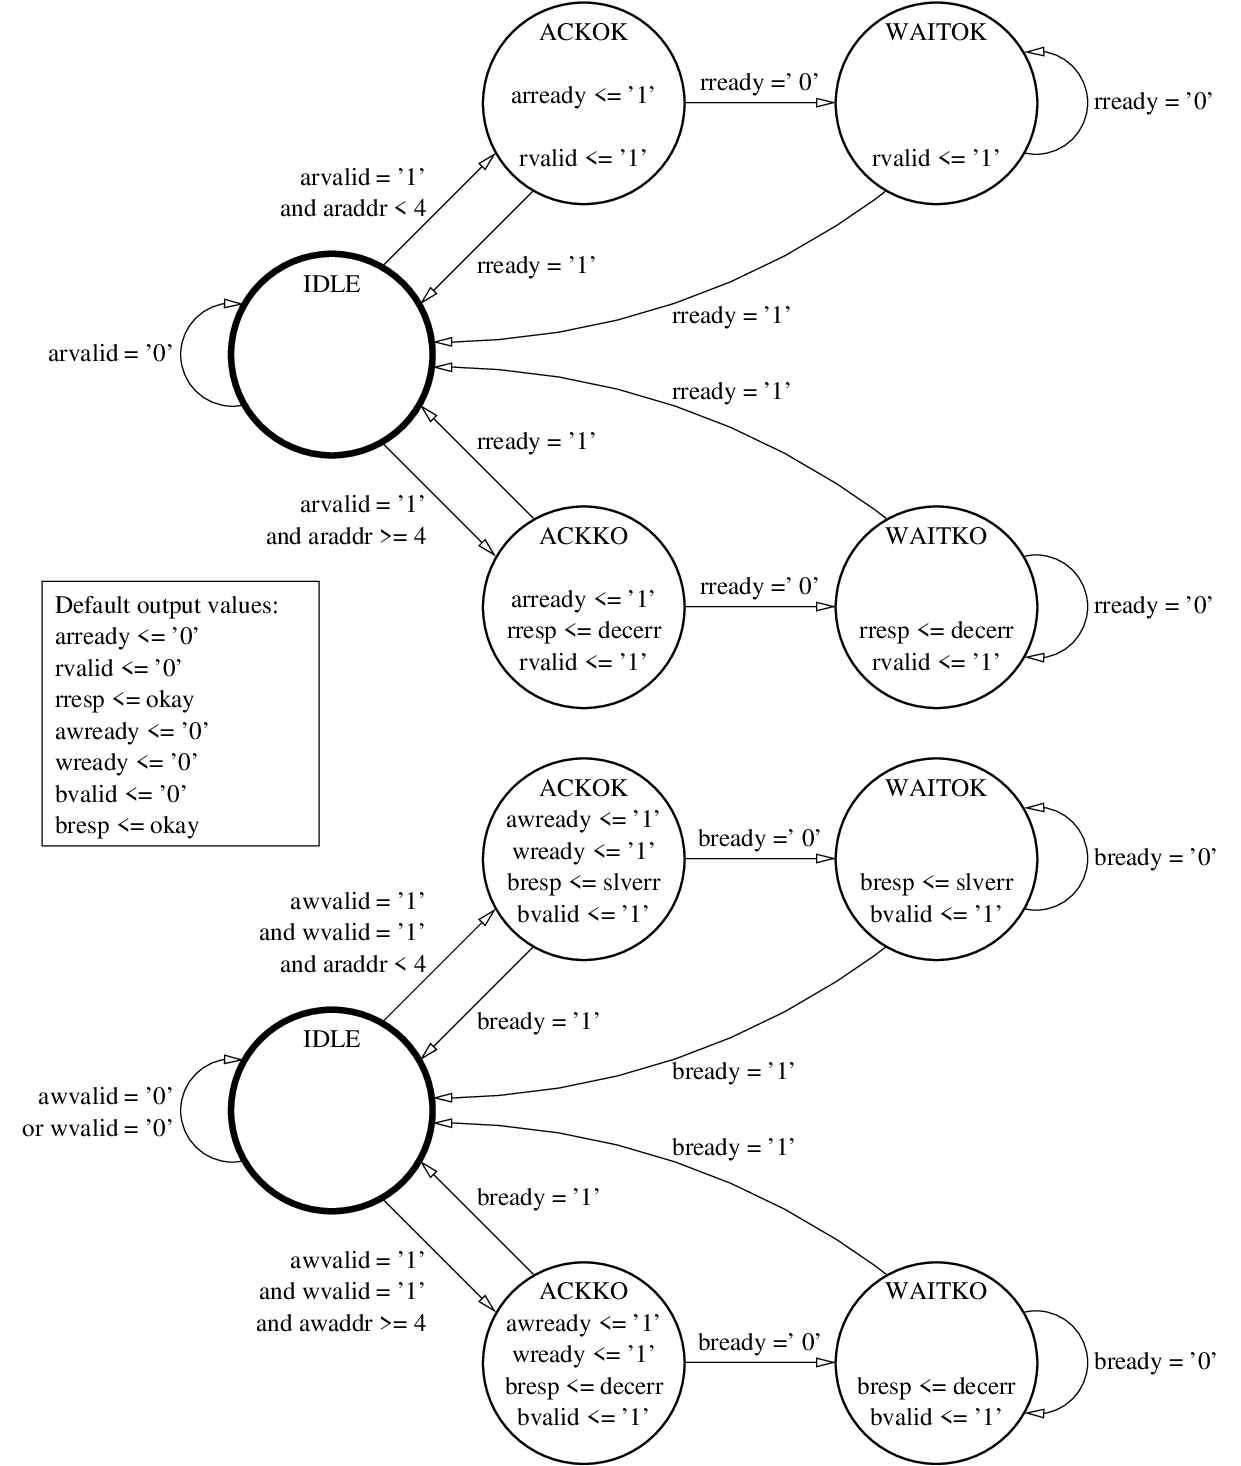 ACKOK
arready <= '1'
rvalid <= '1'
rready =' 0'
WAITOK
rvalid <= '1'
rready = '0'
arvalid = '1'
and araddr < 4
rready = '1'
rready = '1'
IDLE
arvalid = '0'
rready = '1'
rready = '1'
arvalid = '1'
and araddr >= 4
ACKKO
arready <= '1'
rresp <= decerr
rvalid <= '1'
rready =' 0'
WAITKO
rresp <= decerr
rvalid <= '1'
rready = '0'
Default output values:
arready <= '0'
rvalid <= '0'
rresp <= okay
awready <= '0'
wready <= '0'
bvalid <= '0'
bresp <= okay
ACKOK
awready <= '1'
wready <= '1'
bresp <= slverr
bvalid <= '1'
bready =' 0'
WAITOK
bresp <= slverr
bvalid <= '1'
bready = '0'
awvalid = '1'
and wvalid = '1'
and araddr < 4
bready = '1'
bready = '1'
IDLE
awvalid = '0'
or wvalid = '0'
bready = '1'
bready = '1'
awvalid = '1'
and wvalid = '1'
and awaddr >= 4
ACKKO
awready <= '1'
wready <= '1'
bresp <= decerr
bvalid <= '1'
bready =' 0'
WAITKO
bresp <= decerr
bvalid <= '1'
bready = '0'